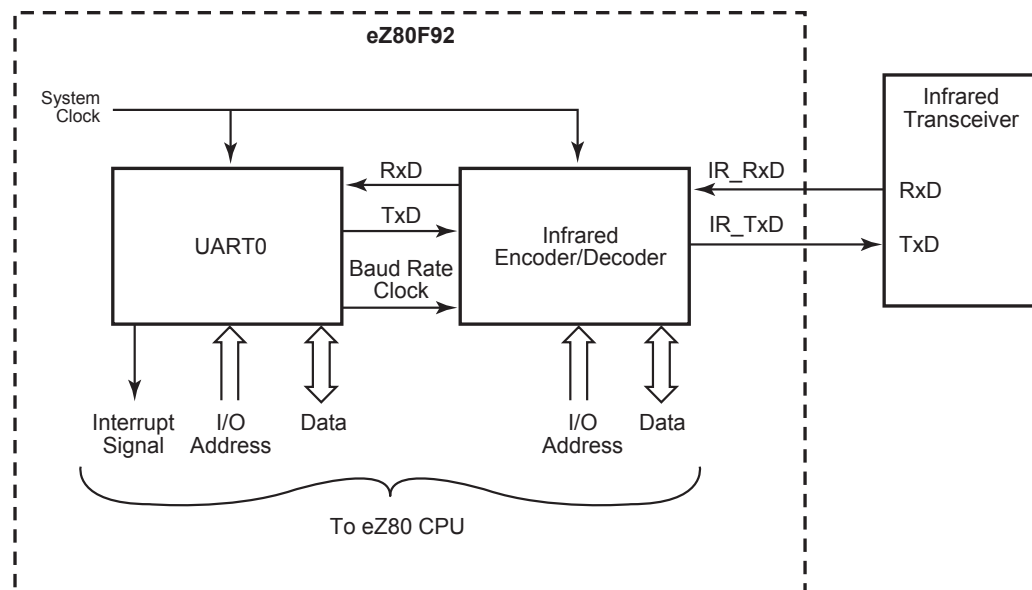 eZ80F92
System
Clock
Infrared
Transceiver
RxD
IR_RxD
RxD
TxD
IR_TxD
TxD
UART0
Infrared
Encoder/Decoder
Baud Rate
Clock
Interrupt
Signal
I/O
Address
Data
I/O
Address
Data
To eZ80 CPU